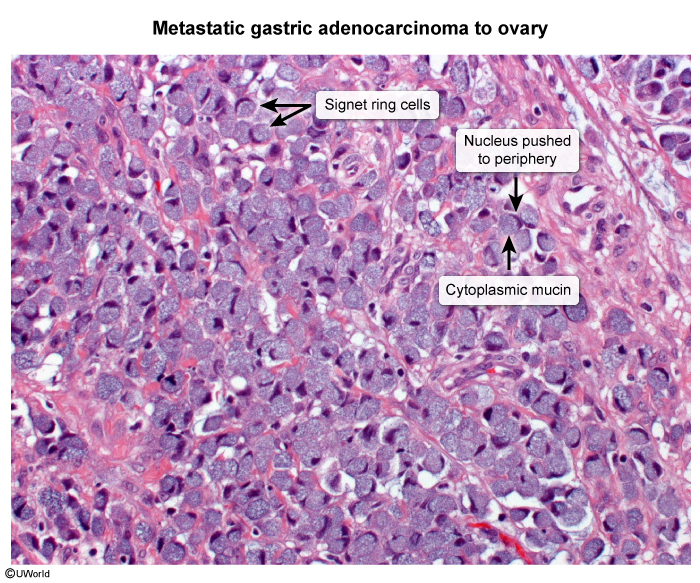 Metastatic gastric adenocarcinoma to ovary
Signet ring cells
Nucleus pushed
to periphery
Cytoplasmic mucin
©UWorld